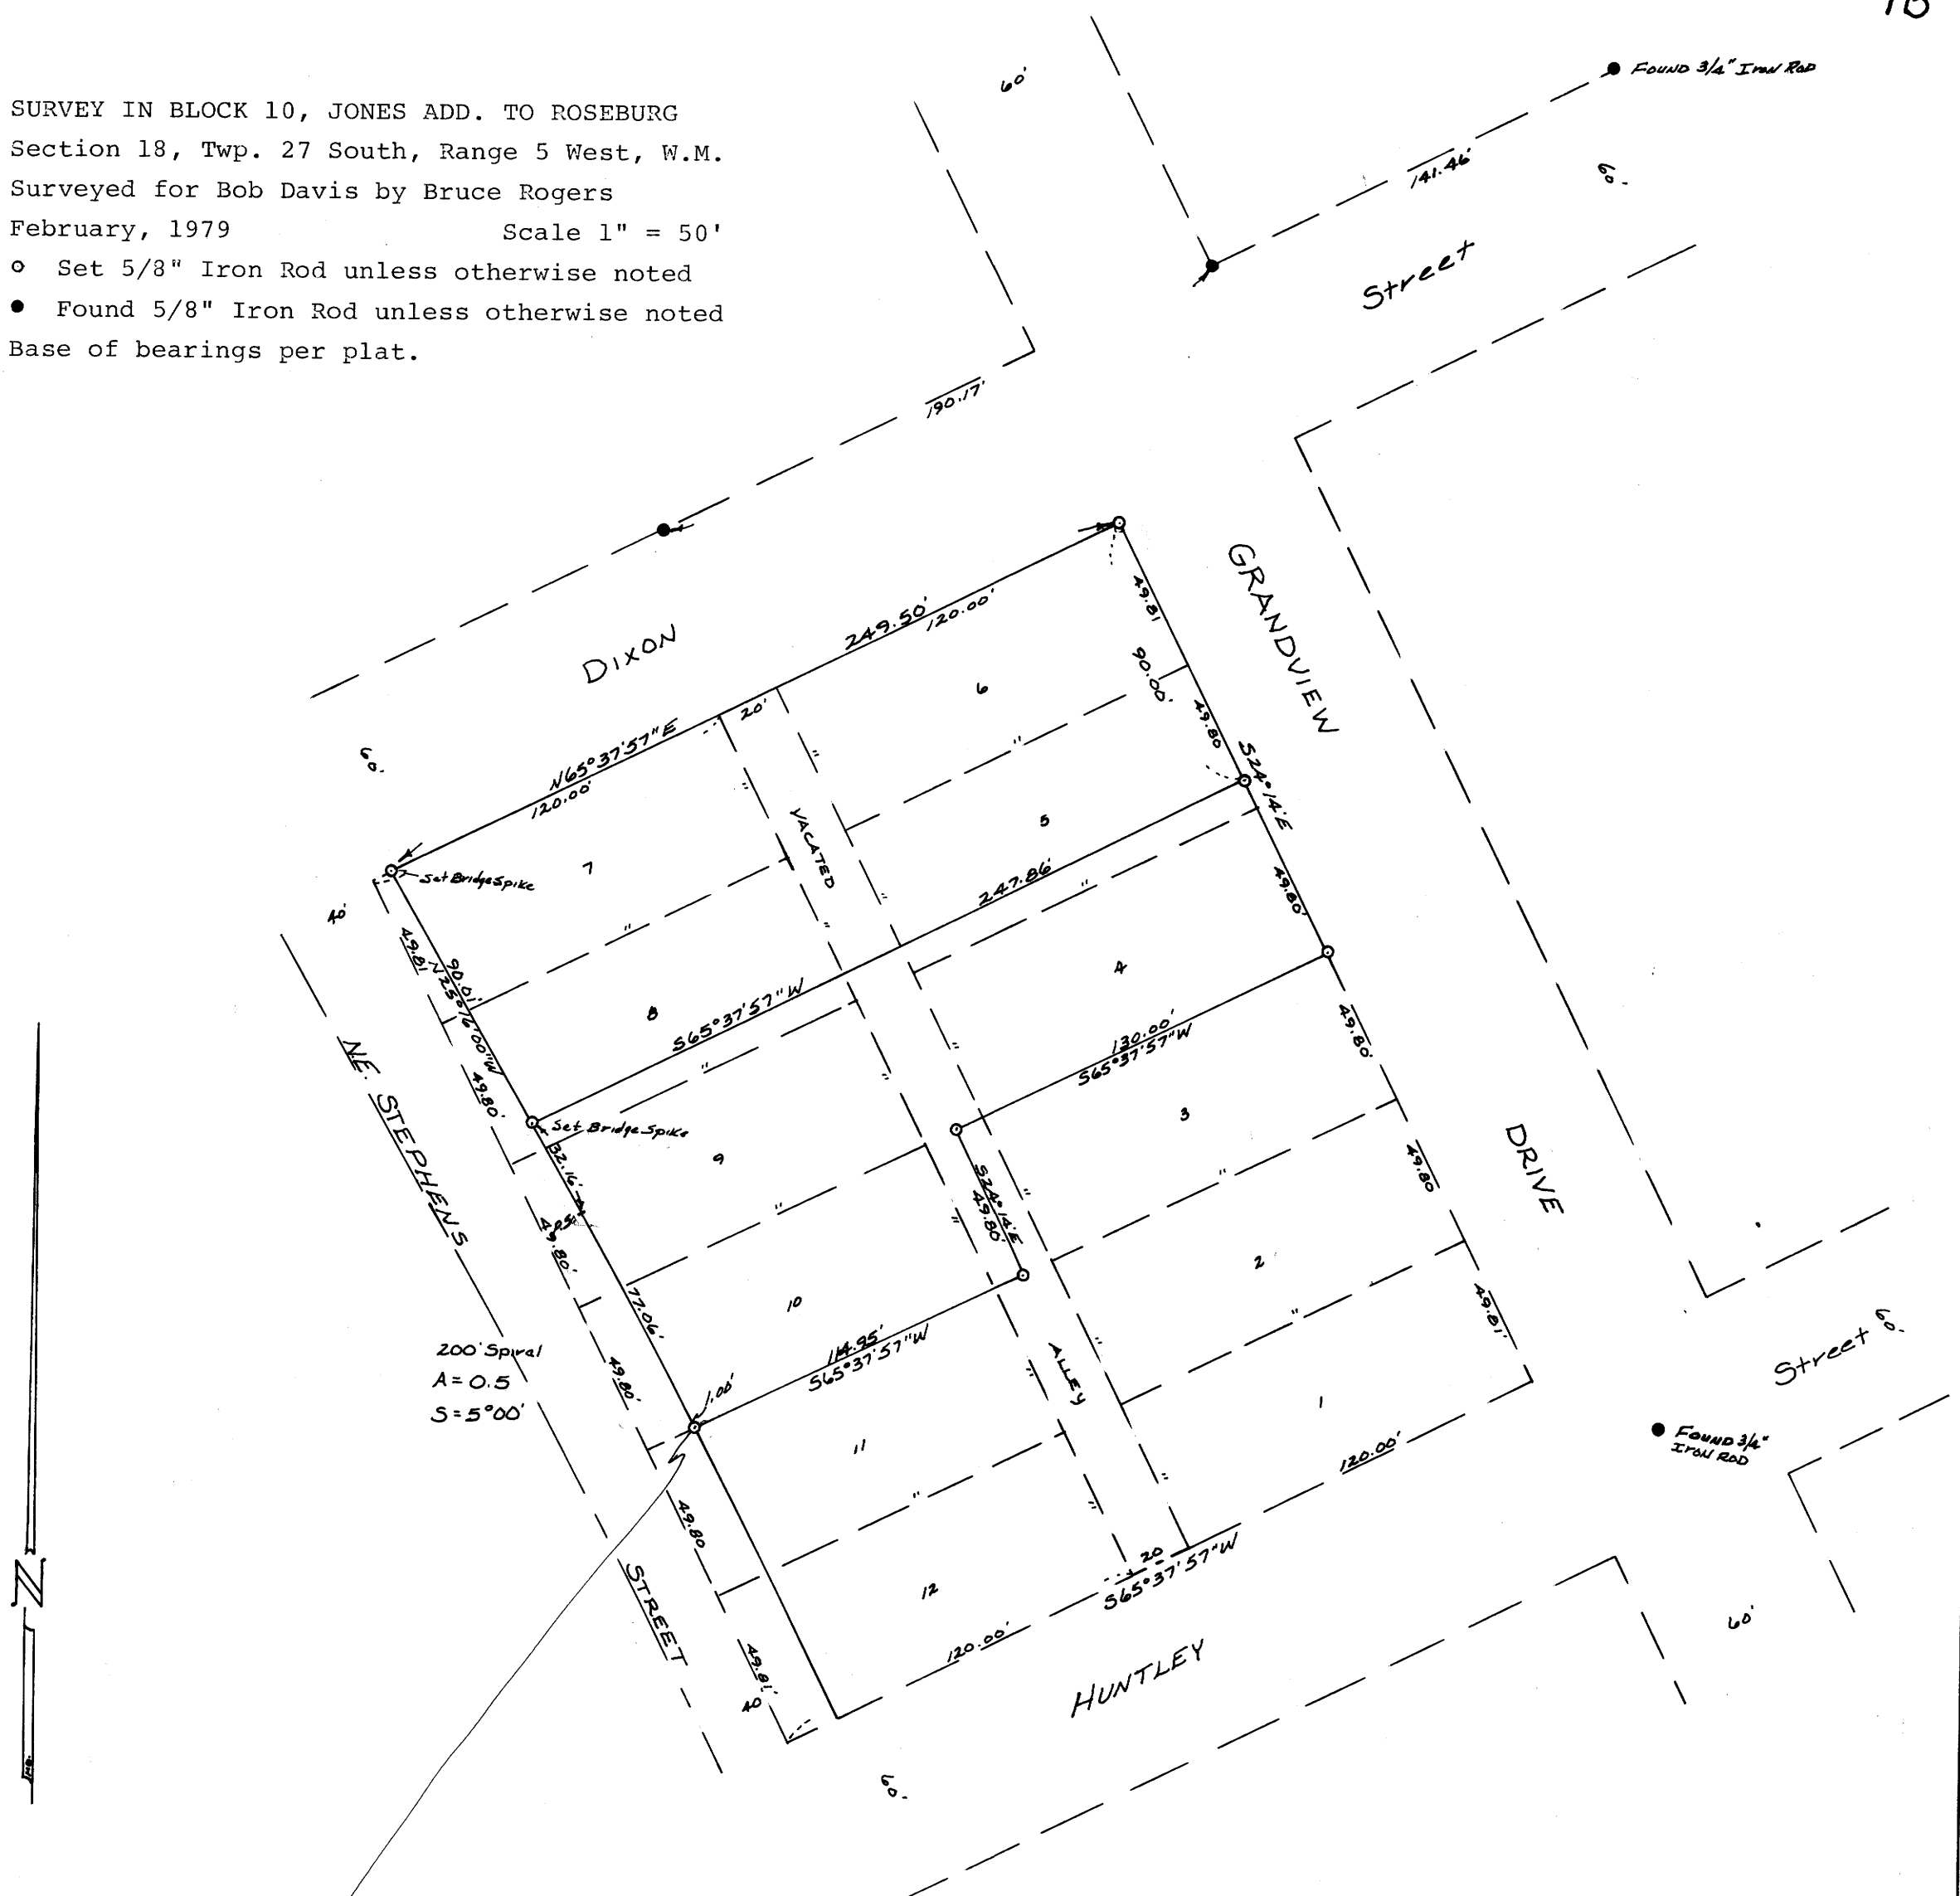 10
60'
FOUND 3/4" Iron Rod
SURVEY IN BLOCK 10, JONES ADD. TO ROSEBURG
Section 18, Twp. 27 South, Range 5 West, W.M.
Surveyed for Bob Davis by Bruce Rogers
February, 1979 Scale 1" = 50'
Set 5/8" Iron Rod unless otherwise noted
Found 5/8" Iron Rod unless otherwise noted
Base of bearings per plat.
141.46'
60'
Street
190.17'
DIXON
249.50'
120.00'
49.81
GRANDVIEW
90.00'
6
20'
N65°37'57"E
120.00'
49.80
S24°14'E
60'
VACATED
5
7
Set Bridge Spike
247.86'
49.80'
40'
49.81
90.01'
N25°16'00"W
4
8
S65°37'57"W
130.00'
S65°37'57"W
49.80'
N.E. STEPHENS
49.80'
3
Set Bridge Spike
9
32.16'
S24°14'E
49.80'
49.80
DRIVE
49.80'
2
10
77.06'
49.81'
200' Spiral
A = 0.5
S = 5°00'
114.95'
S65°37'57"W
49.80'
1.00'
ALLEY
1
Street
60'
11
120.00'
FOUND 3/4"
Iron ROD
49.80
20
S65°37'57"W
12
STREET
120.00'
60'
49.81'
40
HUNTLEY
60'
N